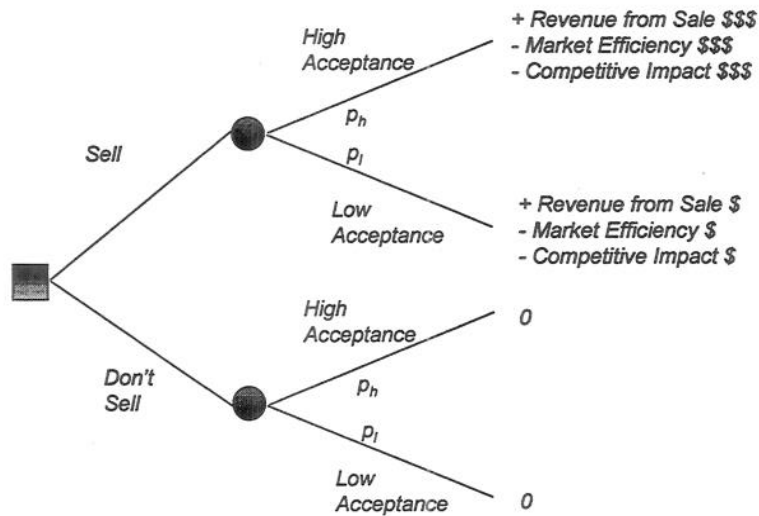 High
Acceptance
+ Revenue from Sale $$$
- Market Efficiency $$$
- Competitive Impact $$$
Sell
ph
pl
Low
Acceptance
+ Revenue from Sale $
- Market Efficiency $
- Competitive Impact $
High
Acceptance
0
Don't
Sell
ph
pl
Low
Acceptance
0